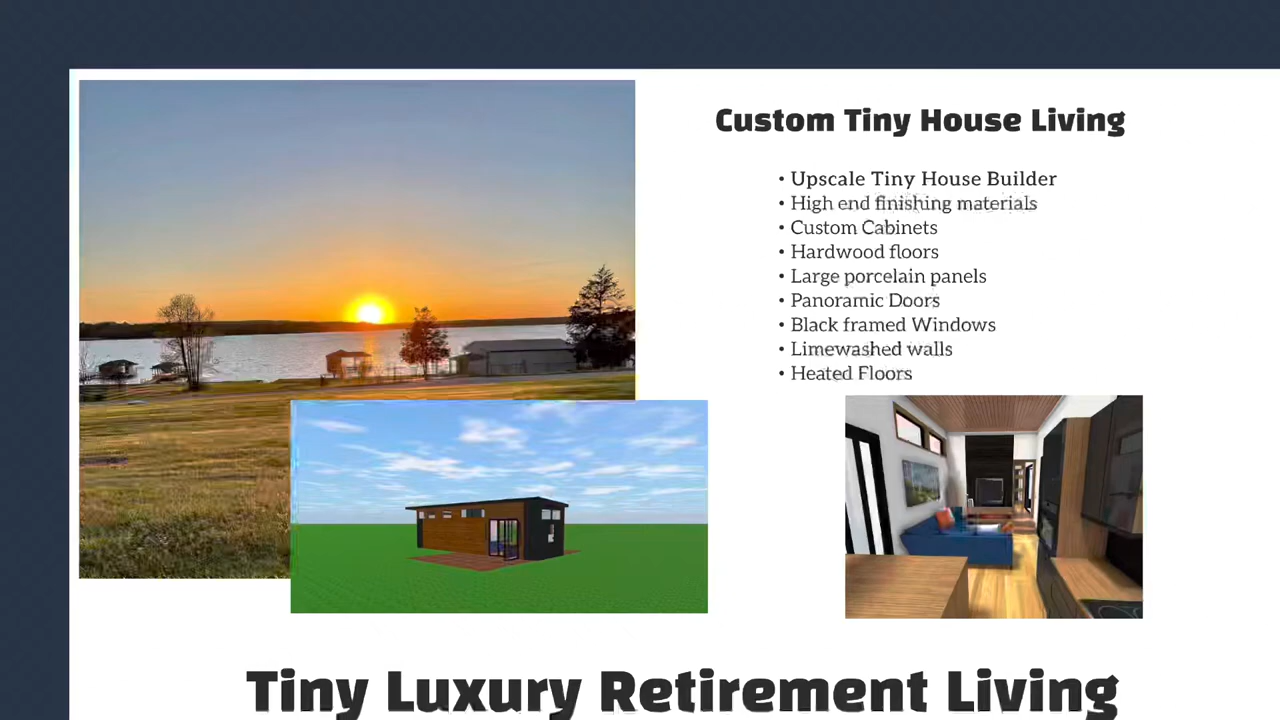 Custom Tiny House Living
• Upscale Tiny House Builder
• High end finishing materials
• Custom Cabinets
• Hardwood floors
• Large porcelain panels
• Panoramic Doors
• Black framed Windows
• Limewashed walls
• Heated Floors
Tiny Luxury Retirement Living